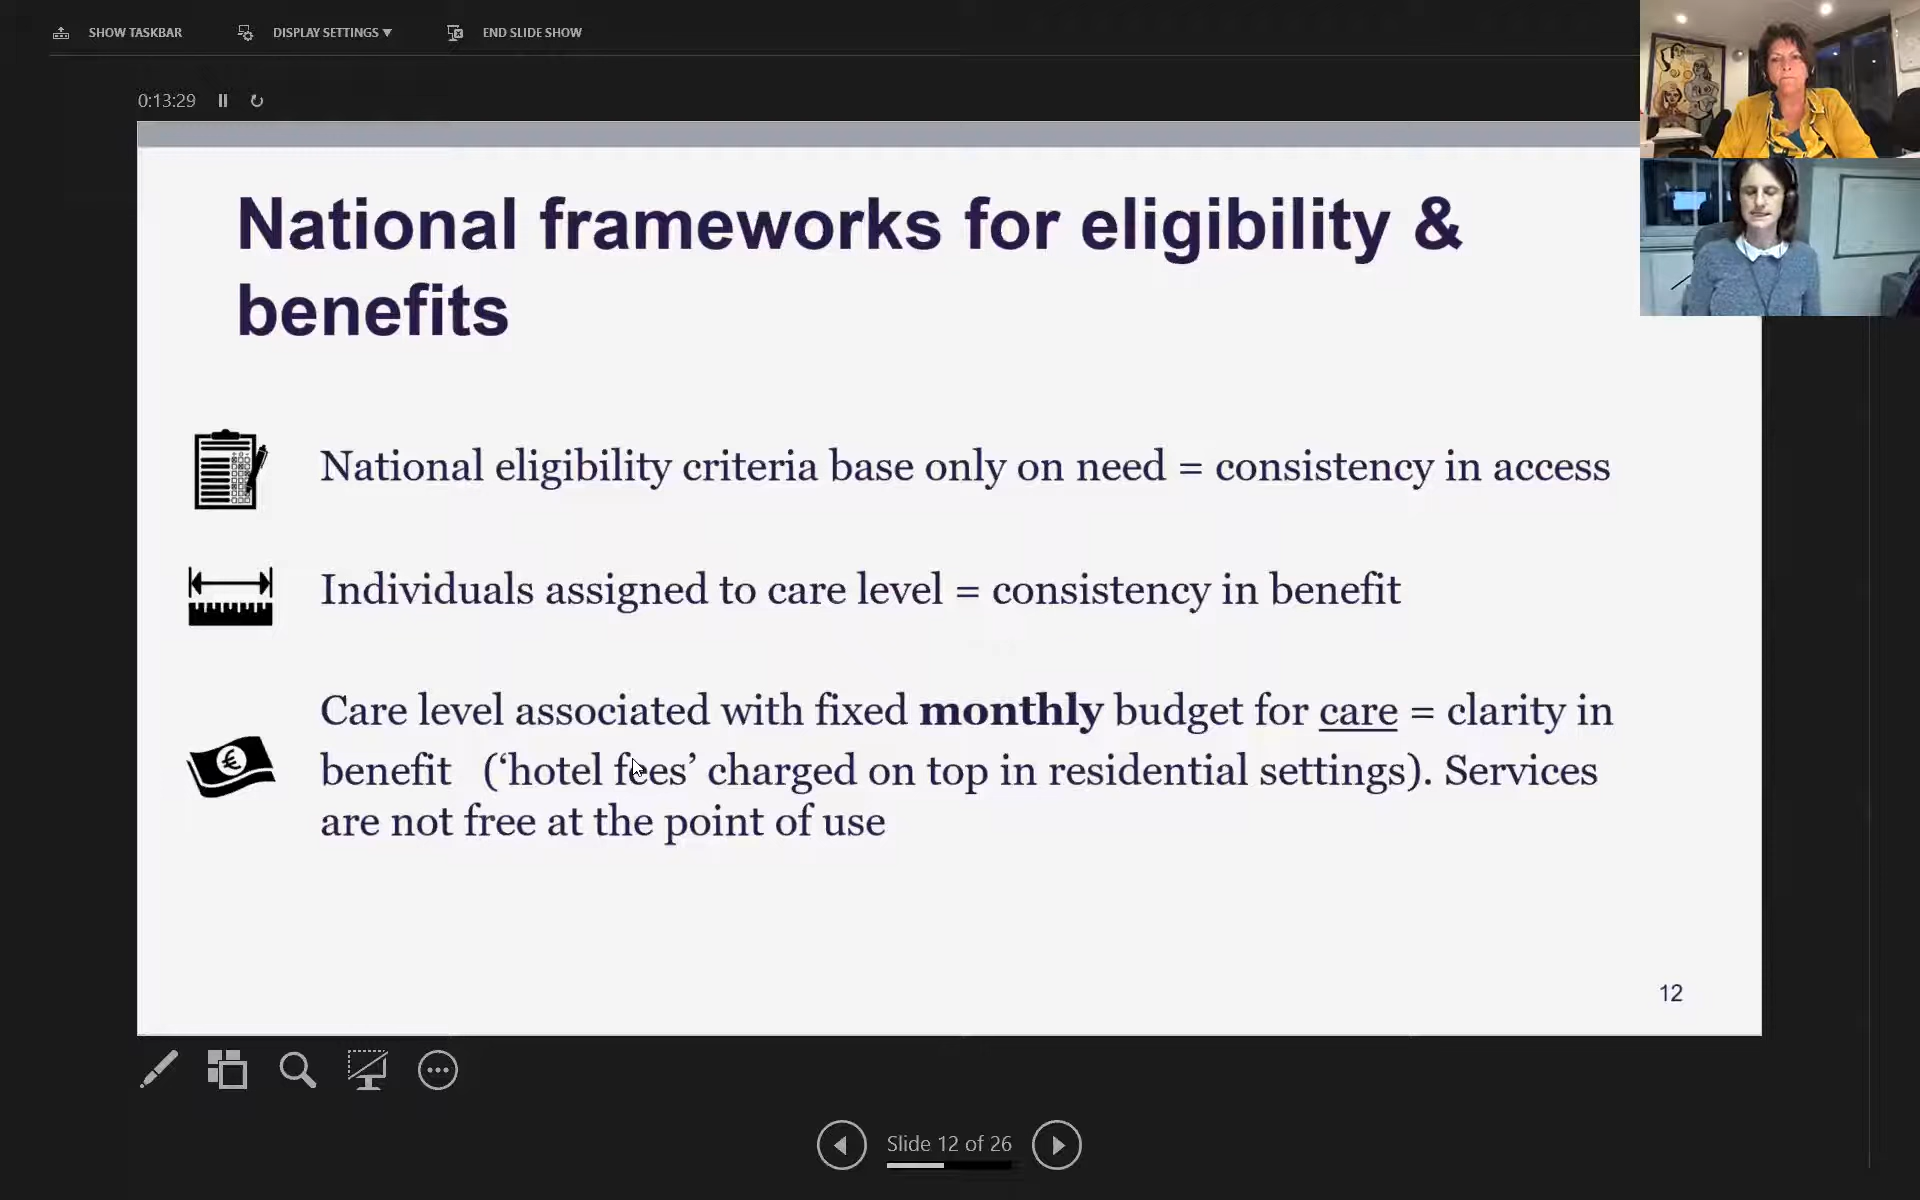 SHOW TASKBAR
DISPLAY SETTINGS ▼
END SLIDE SHOW
0:13:29
National frameworks for eligibility &
benefits
National eligibility criteria base only on need = consistency in access
Individuals assigned to care level = consistency in benefit
Care level associated with fixed monthly budget for care = clarity in
benefit (‘hotel fees’ charged on top in residential settings). Services
are not free at the point of use
€
12
Slide 12 of 26